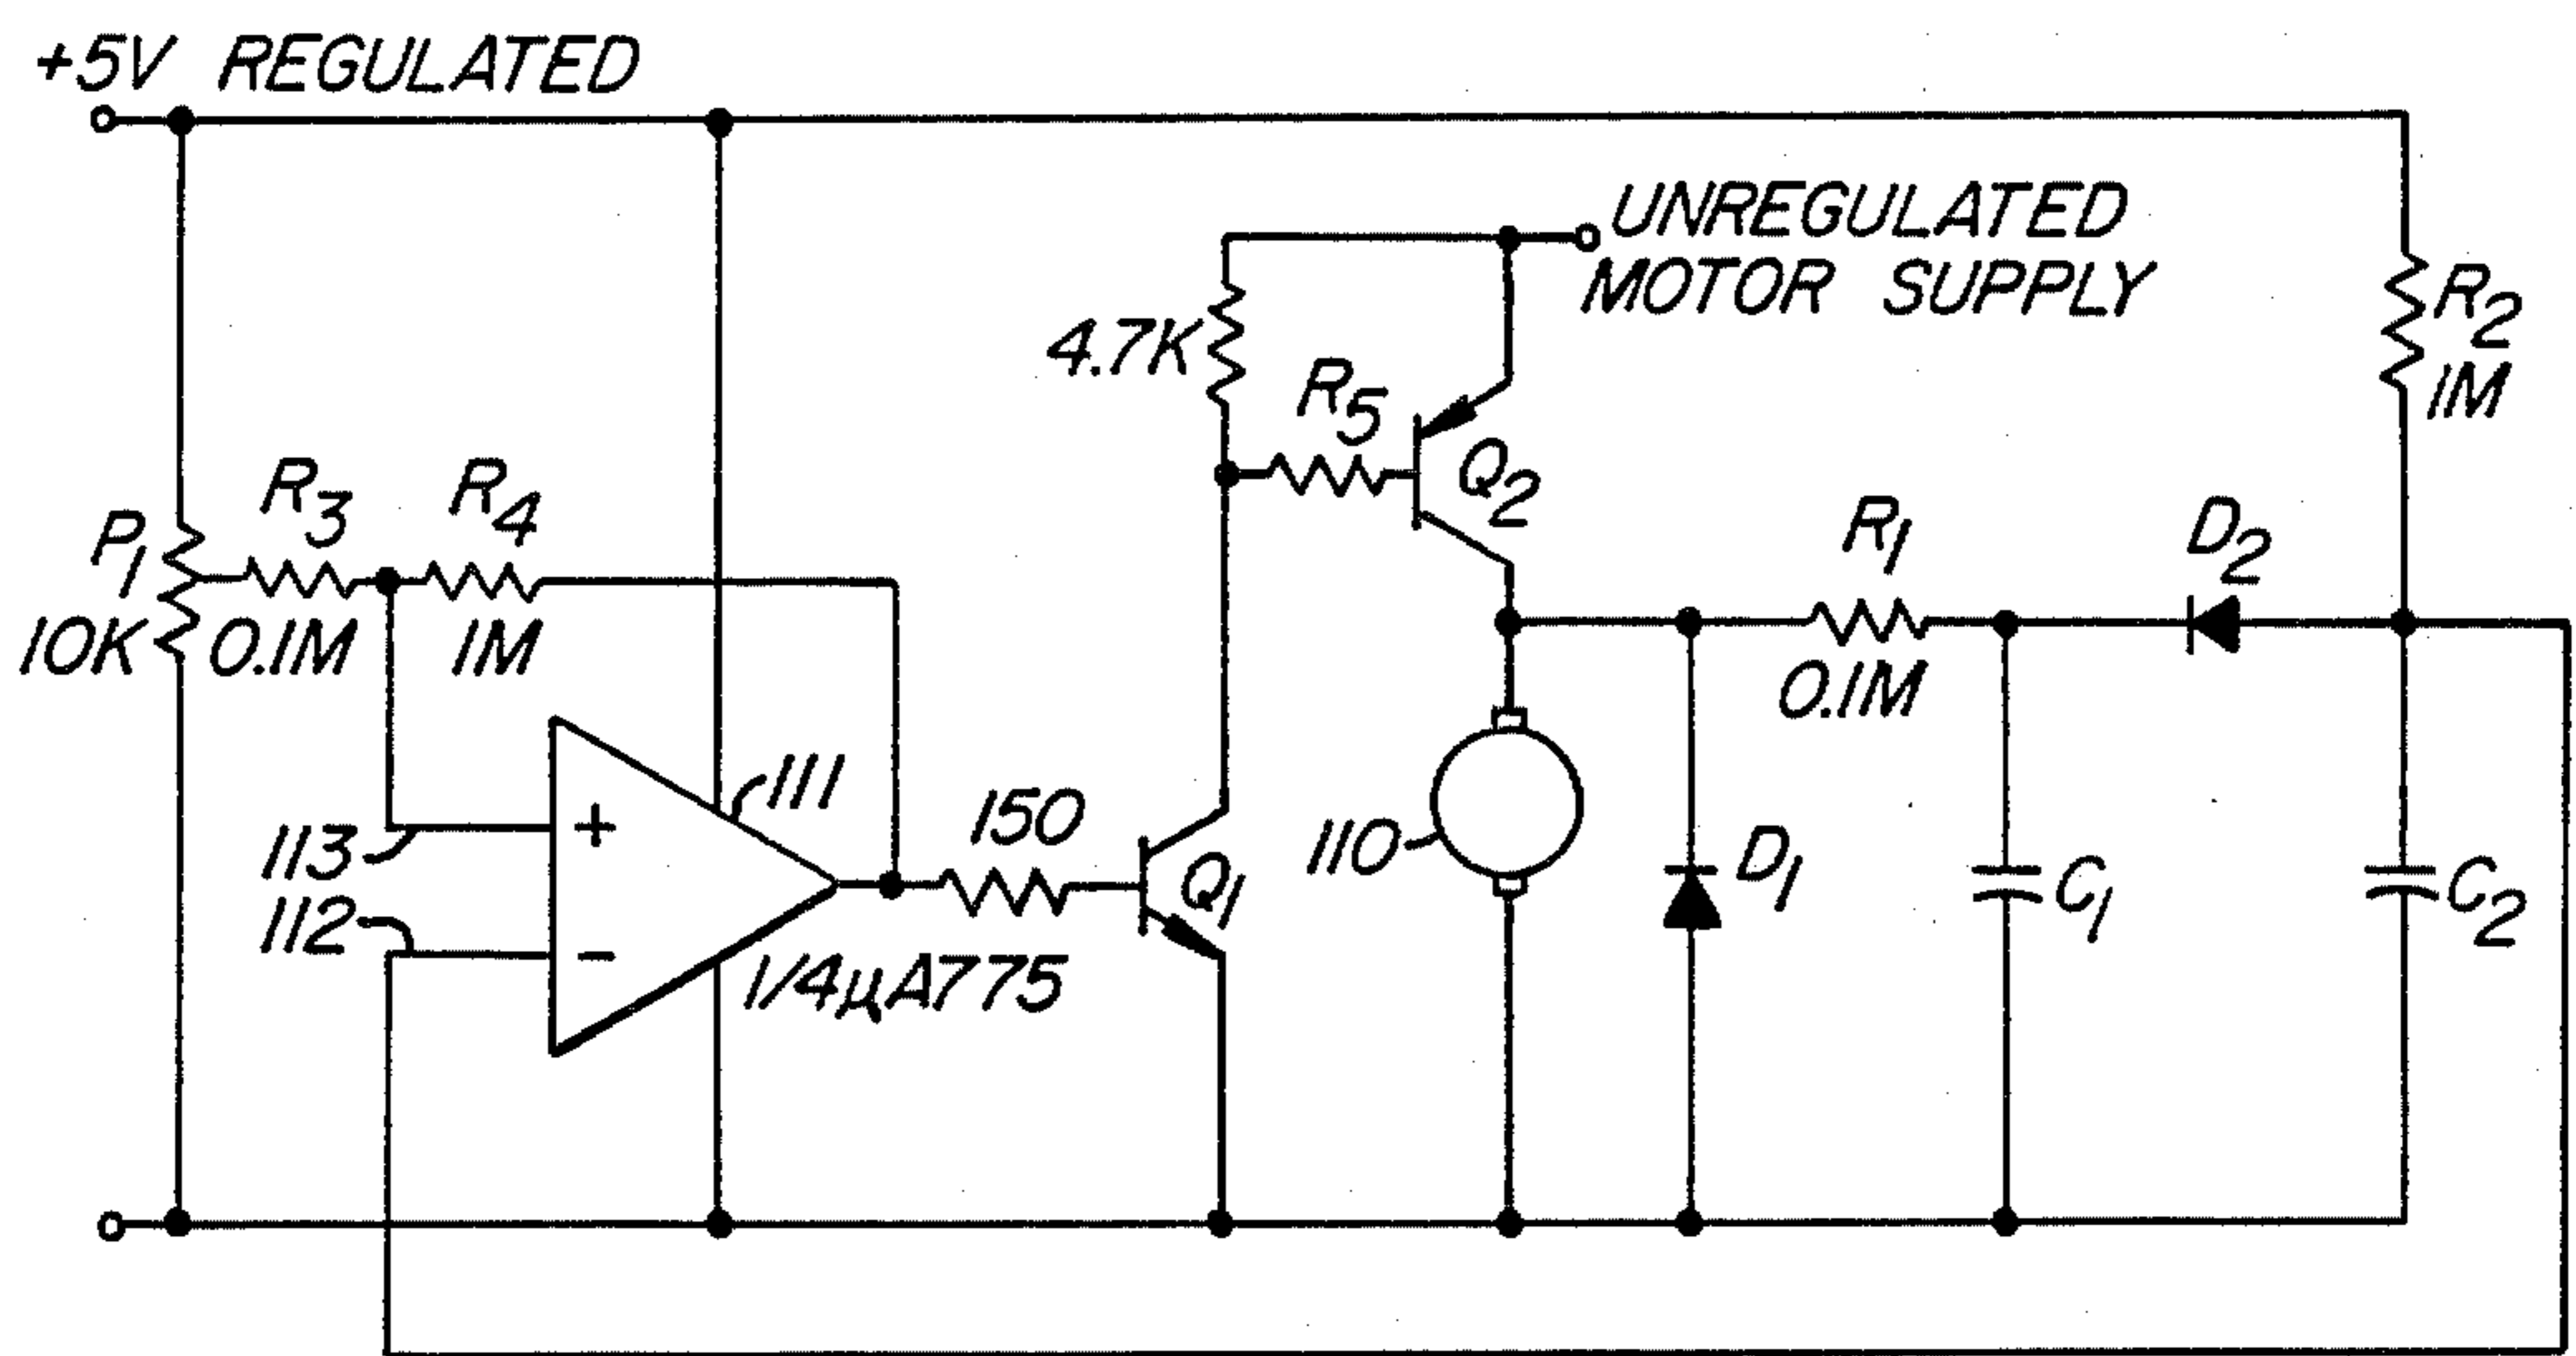 +5V REGULATED
UNREGULATED
MOTOR SUPPLY
R2
1M
4.7K
R5
Q2
R3
R4
P1
10K
0.1M
1M
R1
0.1M
D2
111
113
112
+
−
150
Q1
1/4μA775
110
D1
C1
C2